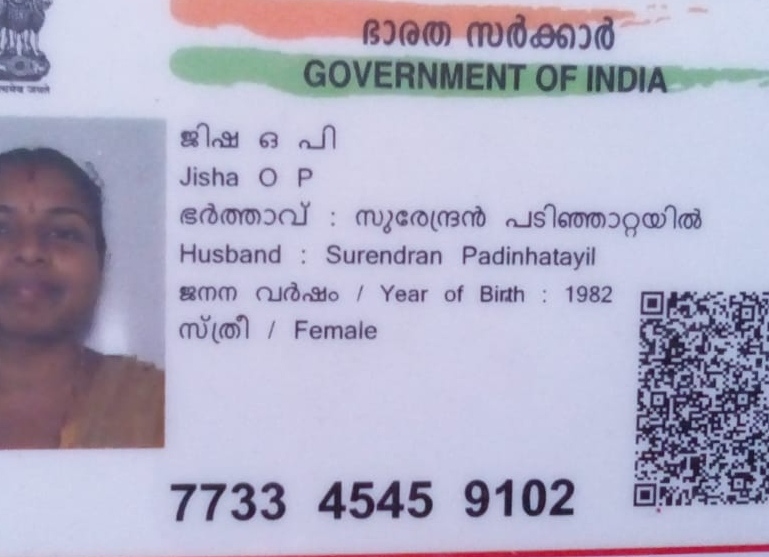 ഭാരത സർക്കാർ
GOVERNMENT OF INDIA
ജിഷ ഒ പി
Jisha O P
ഭർത്താവ് : സുരേന്ദ്രൻ പടിഞ്ഞാറ്റയിൽ
Husband : Surendran Padinhatayil
ജനന വർഷം / Year of Birth : 1982
സ്ത്രീ / Female
7733 4545 9102